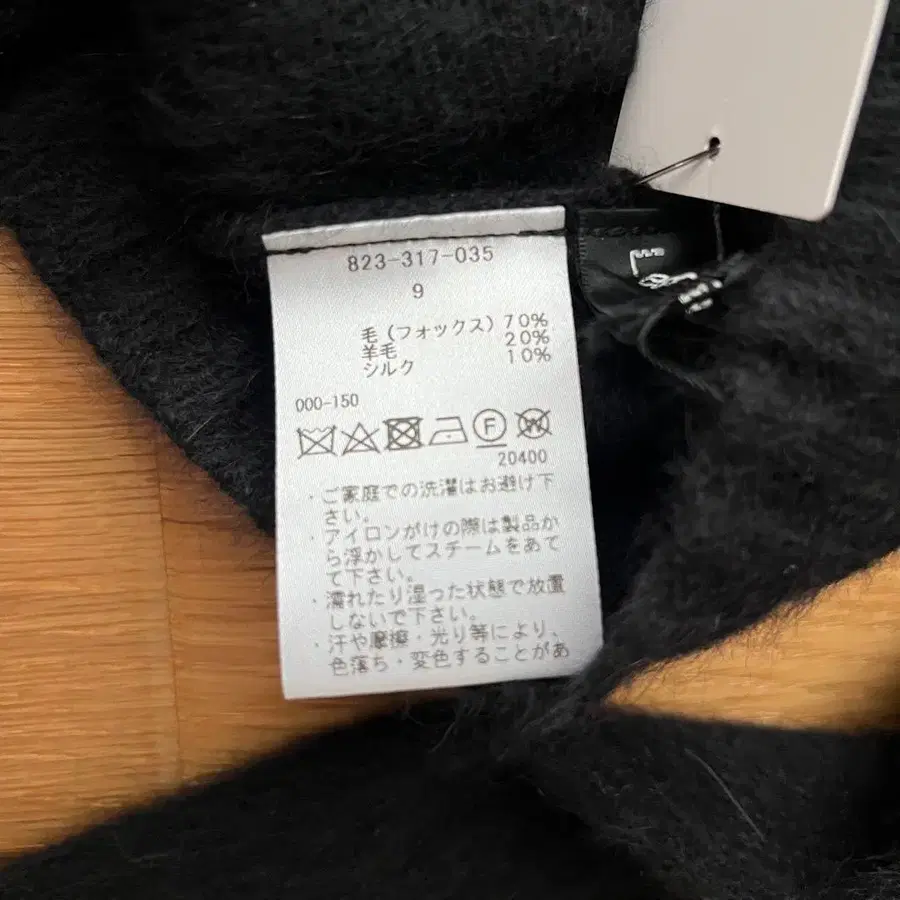 823-317-035
9
毛(フォックス) 70%
羊毛 20%
シルク 10%
000-150
F W
20400
・ご家庭での洗濯はお避け下
さい。
・アイロンがけの際は製品か
ら浮かしてスチームをあて
て下さい。
・濡れたり湿った状態で放置
しないで下さい。
・汗や摩擦・光り等により、
色落ち・変色することがあ